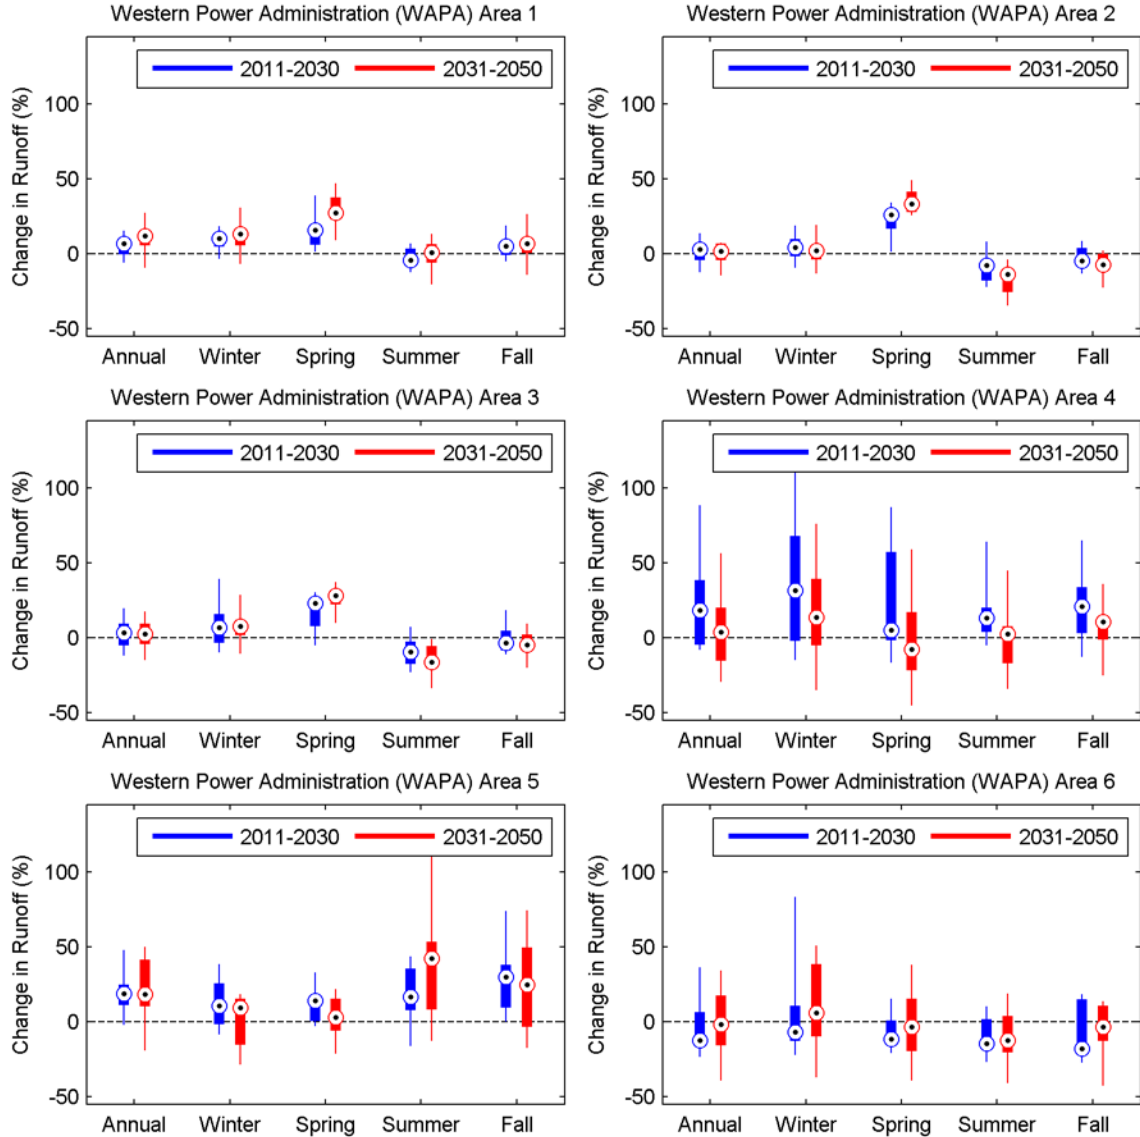 Western Power Administration (WAPA) Area 1
2011-2030 2031-2050
Change in Runoff (%)
100
50
0
-50
Annual Winter Spring Summer Fall
Western Power Administration (WAPA) Area 2
2011-2030 2031-2050
Change in Runoff (%)
100
50
0
-50
Annual Winter Spring Summer Fall
Western Power Administration (WAPA) Area 3
2011-2030 2031-2050
Change in Runoff (%)
100
50
0
-50
Annual Winter Spring Summer Fall
Western Power Administration (WAPA) Area 4
2011-2030 2031-2050
Change in Runoff (%)
100
50
0
-50
Annual Winter Spring Summer Fall
Western Power Administration (WAPA) Area 5
2011-2030 2031-2050
Change in Runoff (%)
100
50
0
-50
Annual Winter Spring Summer Fall
Western Power Administration (WAPA) Area 6
2011-2030 2031-2050
Change in Runoff (%)
100
50
0
-50
Annual Winter Spring Summer Fall